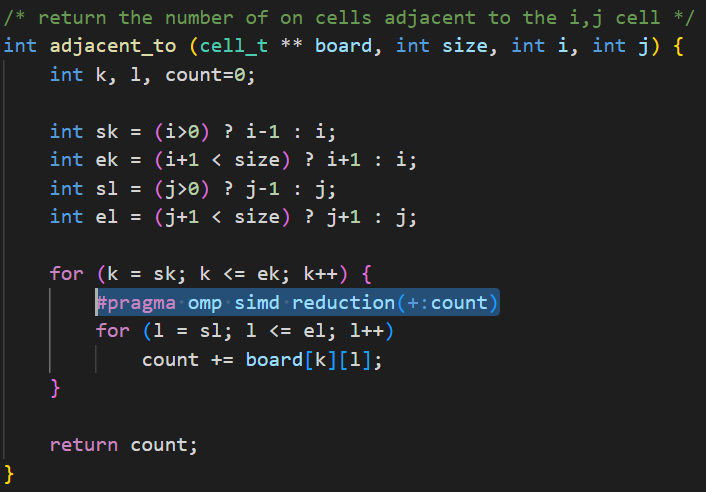 /* return the number of on cells adjacent to the i,j cell */
int adjacent_to (cell_t ** board, int size, int i, int j) {
    int k, l, count=0;

    int sk = (i>0) ? i-1 : i;
    int ek = (i+1 < size) ? i+1 : i;
    int sl = (j>0) ? j-1 : j;
    int el = (j+1 < size) ? j+1 : j;

    for (k = sk; k <= ek; k++) {
        #pragma omp simd reduction(+:count)
        for (l = sl; l <= el; l++)
            count += board[k][l];
    }

    return count;
}